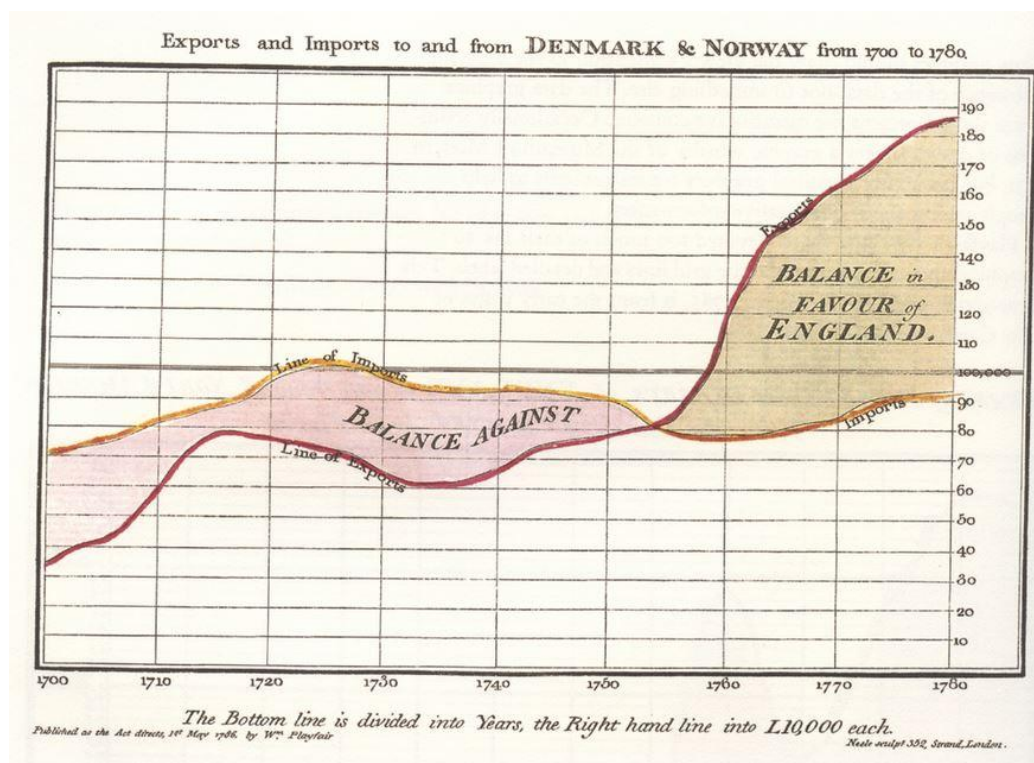 Exports and Imports to and from DENMARK & NORWAY from 1700 to 1780.
190
180
170
160
150
140
130
120
110
100,000
90
80
70
60
50
40
30
20
10
Exports
BALANCE in
FAVOUR of
ENGLAND.
Line of Imports
BALANCE AGAINST
Imports
Line of Exports
1700 1710 1720 1730 1740 1750 1760 1770 1780
The Bottom line is divided into Years, the Right hand line into L10,000 each.
Published as the Act directs, 1st May 1786. by Wm. Playfair
Neele sculpt 352, Strand, London.